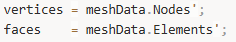 vertices = meshData.Nodes';
faces    = meshData.Elements';